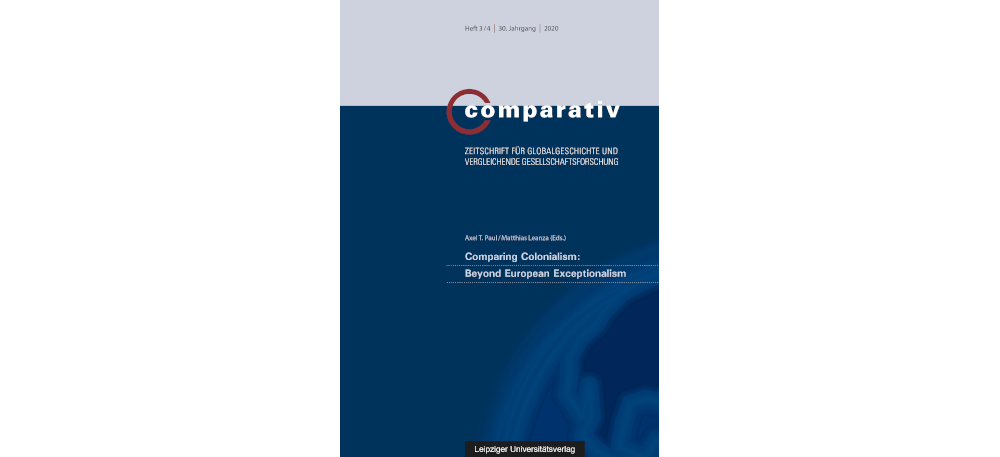 Heft 3 / 4 | 30. Jahrgang | 2020
comparativ
ZEITSCHRIFT FÜR GLOBALGESCHICHTE UND
VERGLEICHENDE GESELLSCHAFTSFORSCHUNG
Axel T. Paul / Matthias Leanza (Eds.)
Comparing Colonialism:
Beyond European Exceptionalism
Leipziger Universitätsverlag